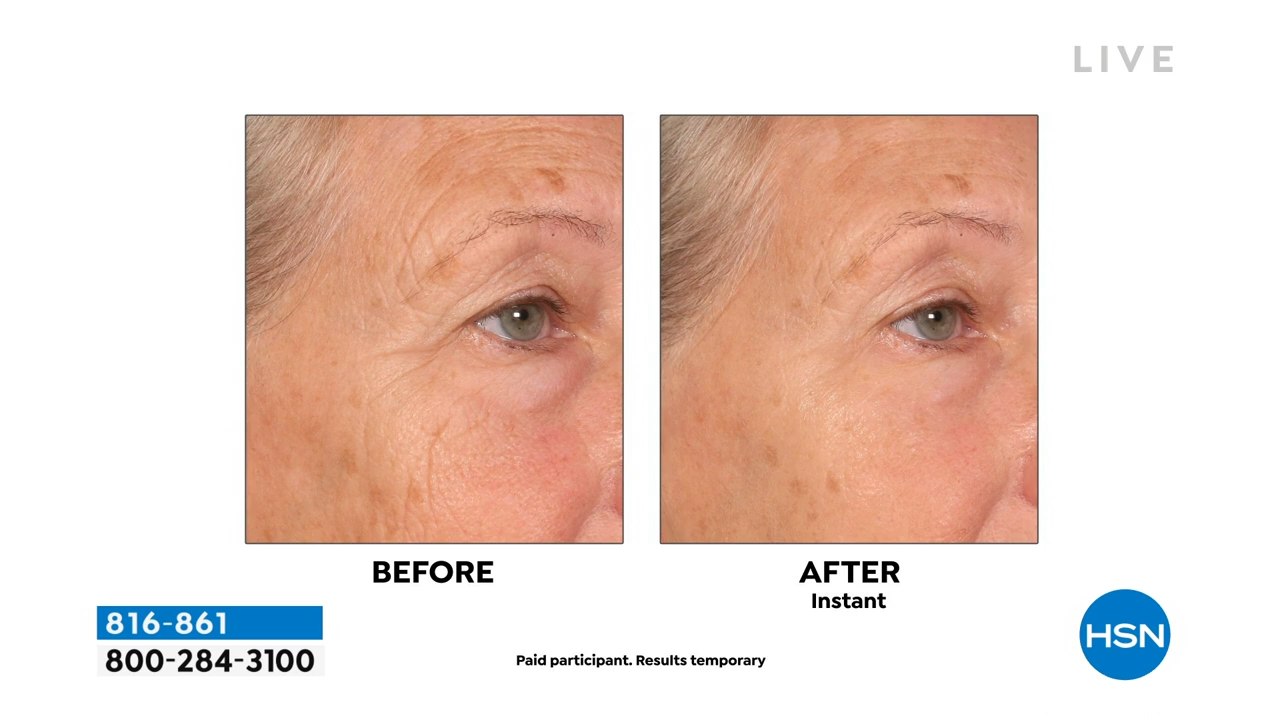 LIVE
BEFORE
AFTER
Instant
816-861
800-284-3100
Paid participant. Results temporary
HSN